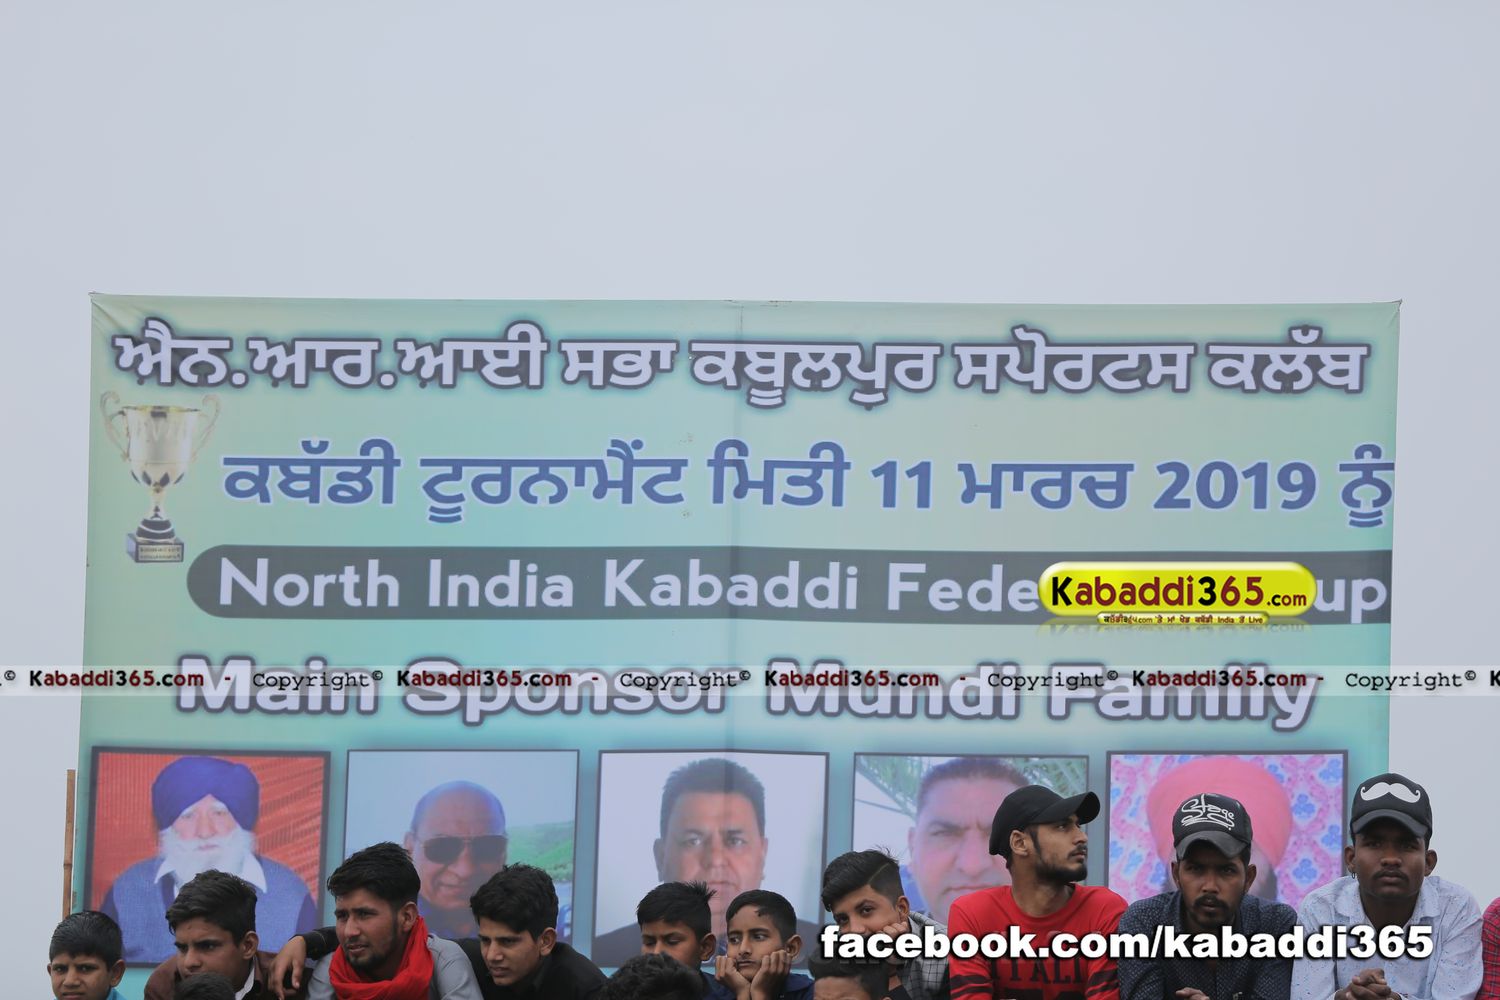 ਐਨ.ਆਰ.ਆਈ ਸਭਾ ਕਬੂਲਪੁਰ ਸਪੋਰਟਸ ਕਲੱਬ
ਕਬੱਡੀ ਟੂਰਨਾਮੈਂਟ ਮਿਤੀ 11 ਮਾਰਚ 2019 ਨੂੰ
North India Kabaddi Fede up
Kabaddi365.com
Main Sponsor Mundi Family
© Kabaddi365.com - Copyright© Kabaddi365.com - Copyright© Kabaddi365.com - Copyright© Kabaddi365.com - Copyright© K
Stage
facebook.com/kabaddi365